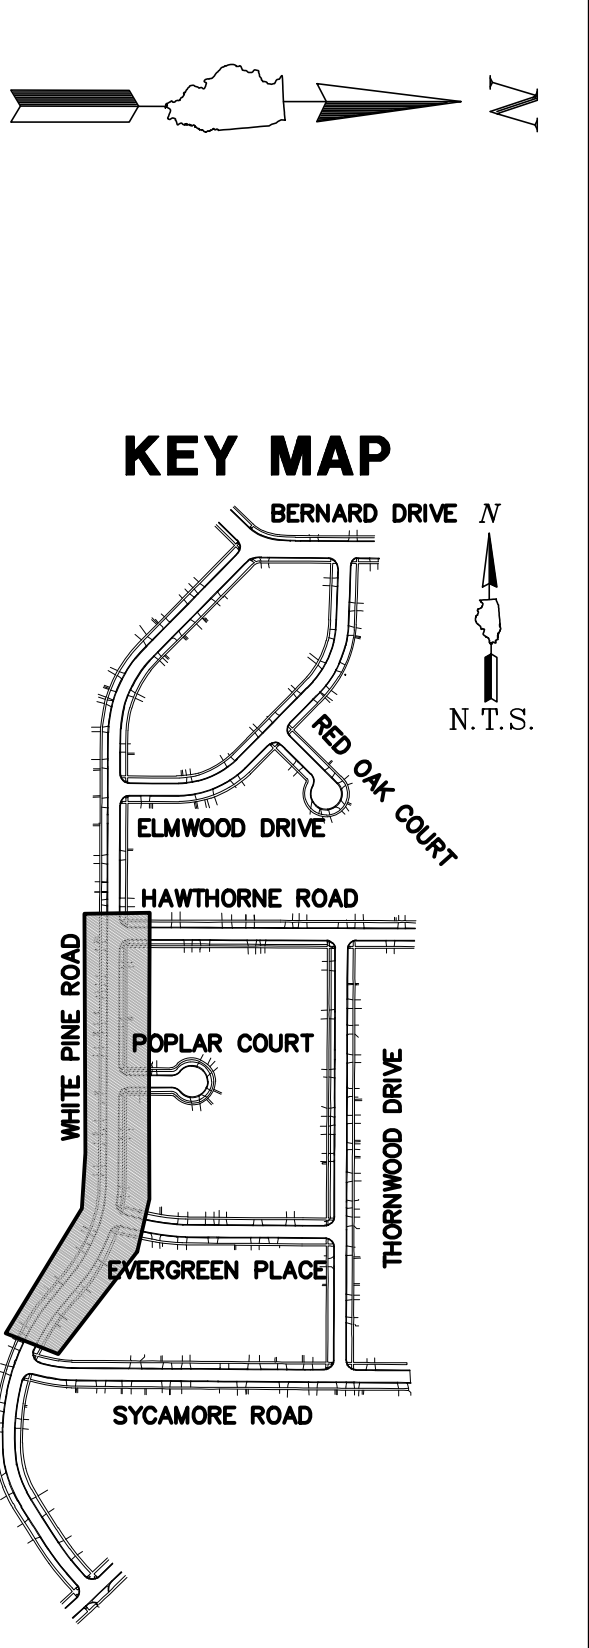 N
KEY MAP
BERNARD DRIVE
N
N.T.S.
RED OAK COURT
ELMWOOD DRIVE
HAWTHORNE ROAD
WHITE PINE ROAD
POPLAR COURT
THORNWOOD DRIVE
EVERGREEN PLACE
SYCAMORE ROAD